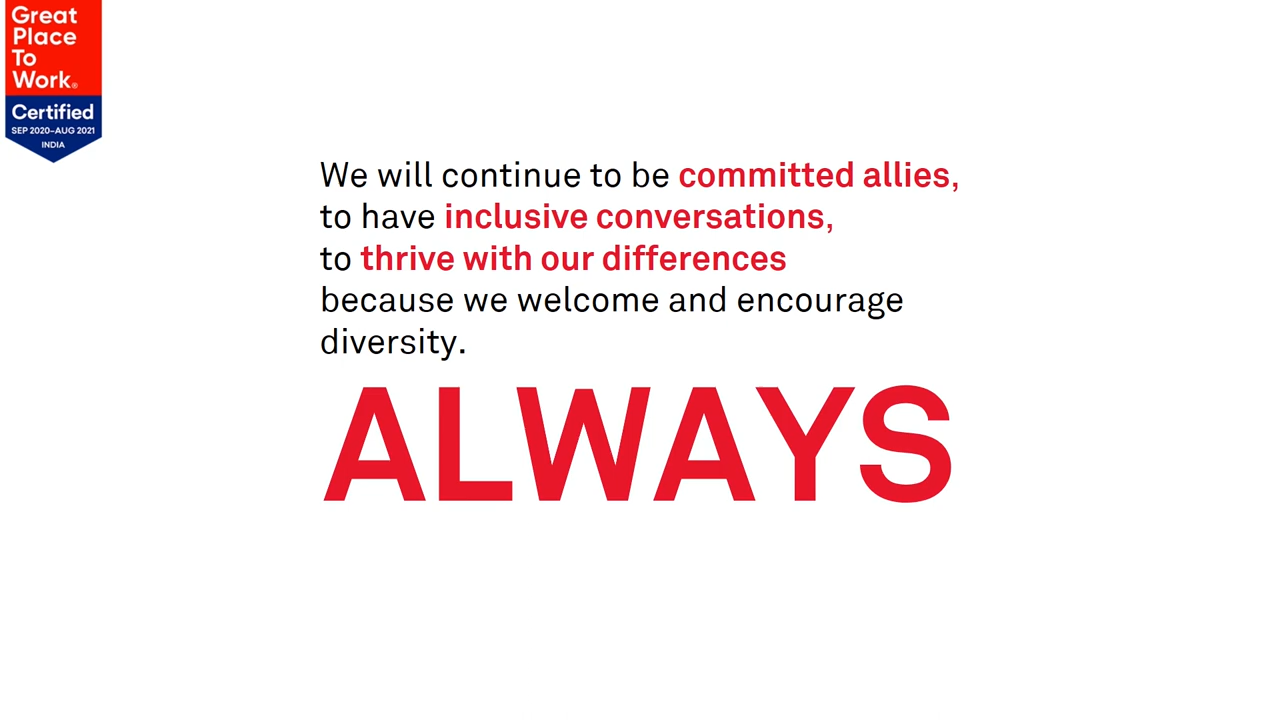 Great
Place
To
Work®
Certified
SEP 2020–AUG 2021
INDIA
We will continue to be committed allies,
to have inclusive conversations,
to thrive with our differences
because we welcome and encourage
diversity.
ALWAYS